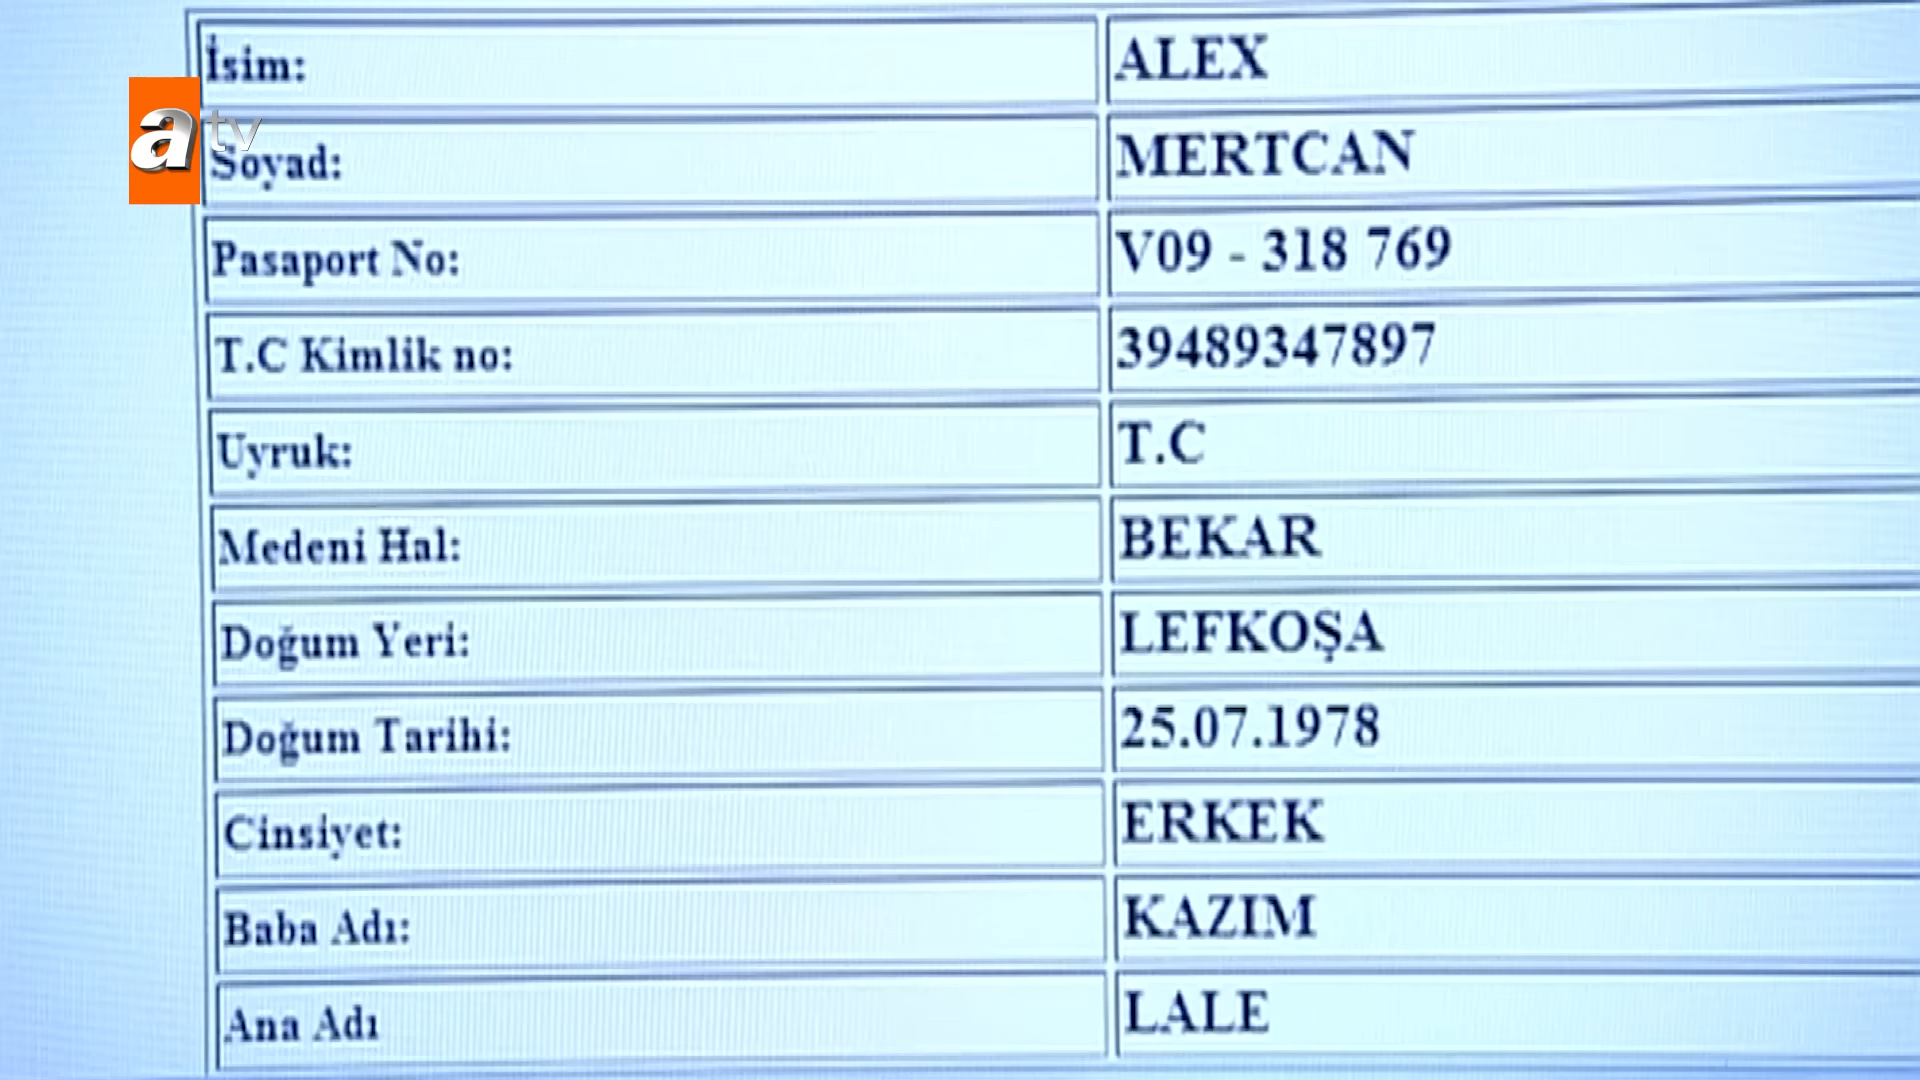 İsim: ALEX
atv
Soyad: MERTCAN
Pasaport No: V09 - 318 769
T.C Kimlik no: 39489347897
Uyruk: T.C
Medeni Hal: BEKAR
Doğum Yeri: LEFKOŞA
Doğum Tarihi: 25.07.1978
Cinsiyet: ERKEK
Baba Adı: KAZIM
Ana Adı LALE